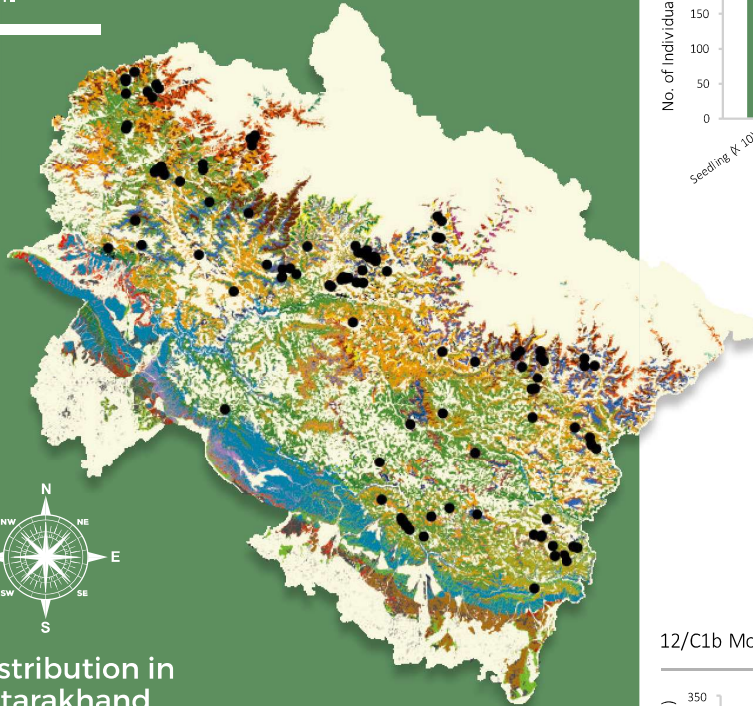 N
NW
NE
E
SW
SE
S
stribution in
tarakhand
No. of Individua
150
100
50
0
Seedling (X 10
12/C1b Mo
350